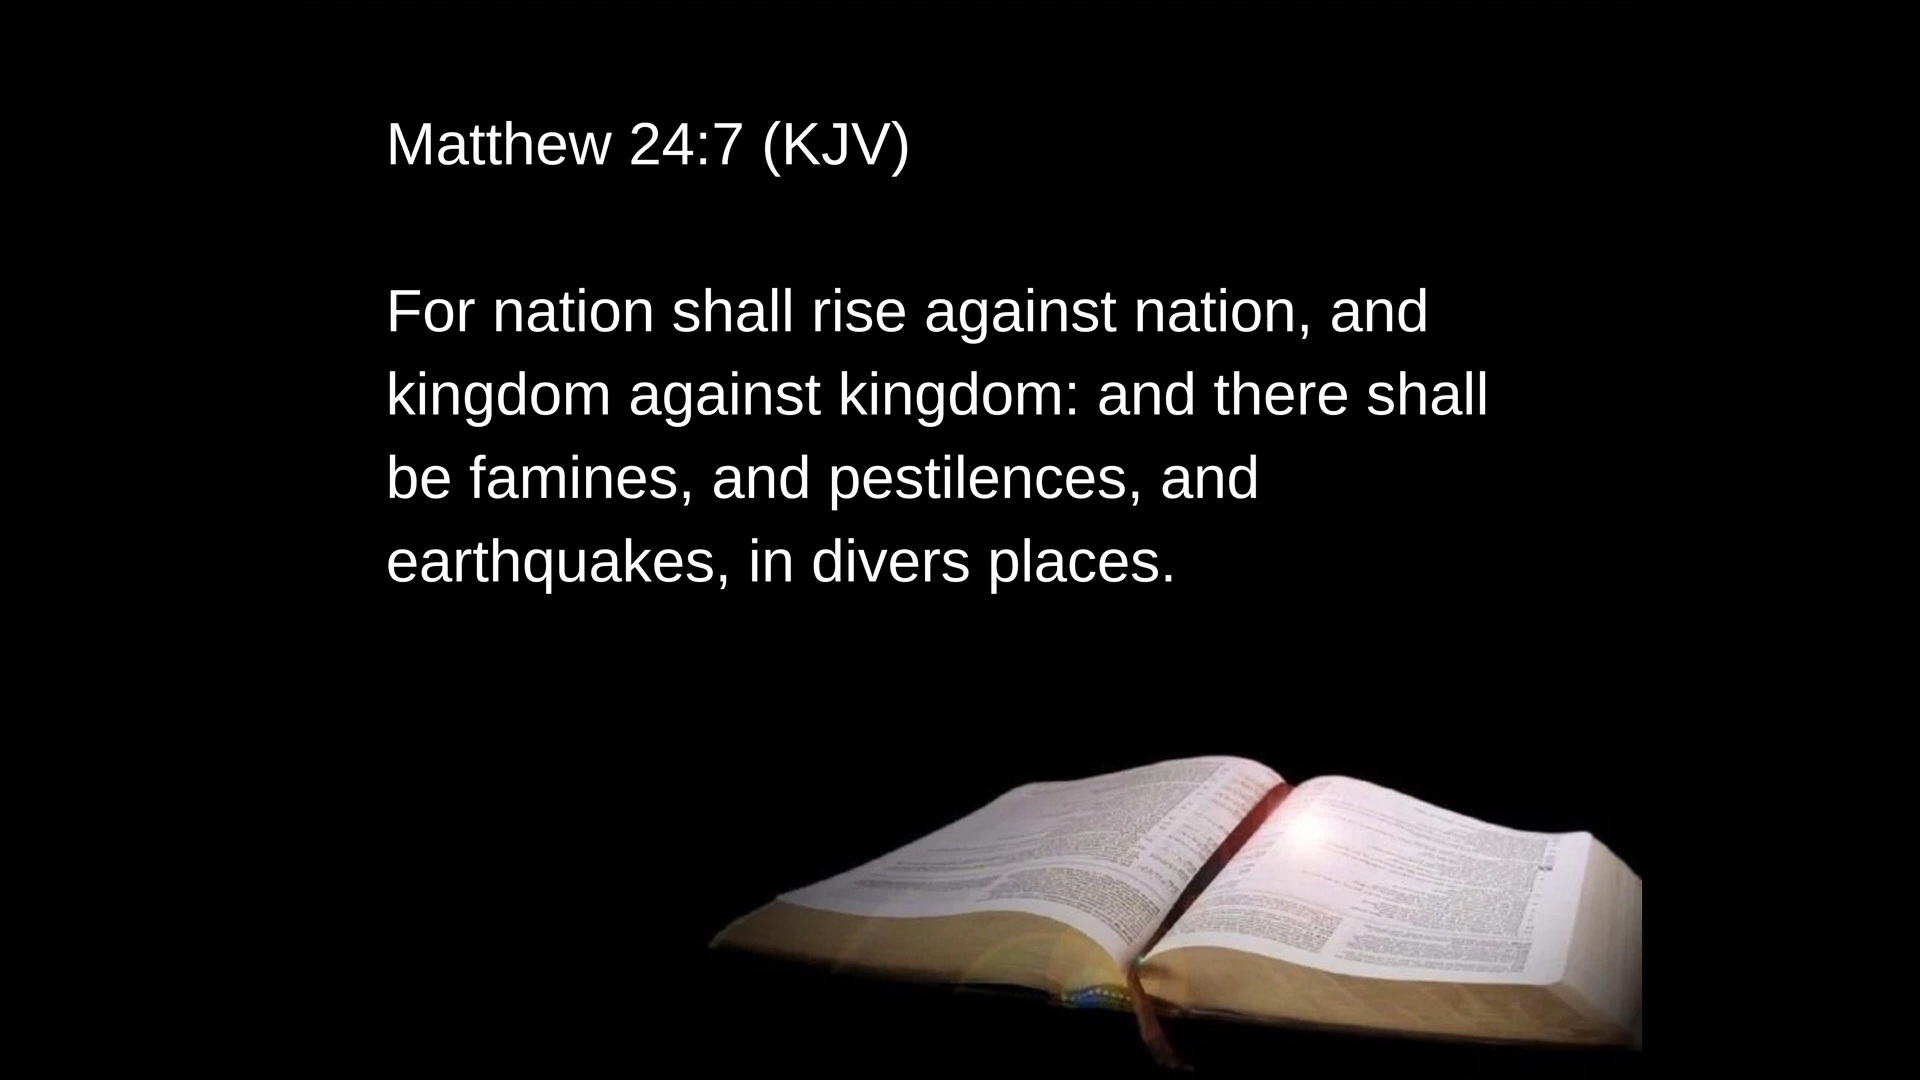 Matthew 24:7 (KJV)
For nation shall rise against nation, and
kingdom against kingdom: and there shall
be famines, and pestilences, and
earthquakes, in divers places.